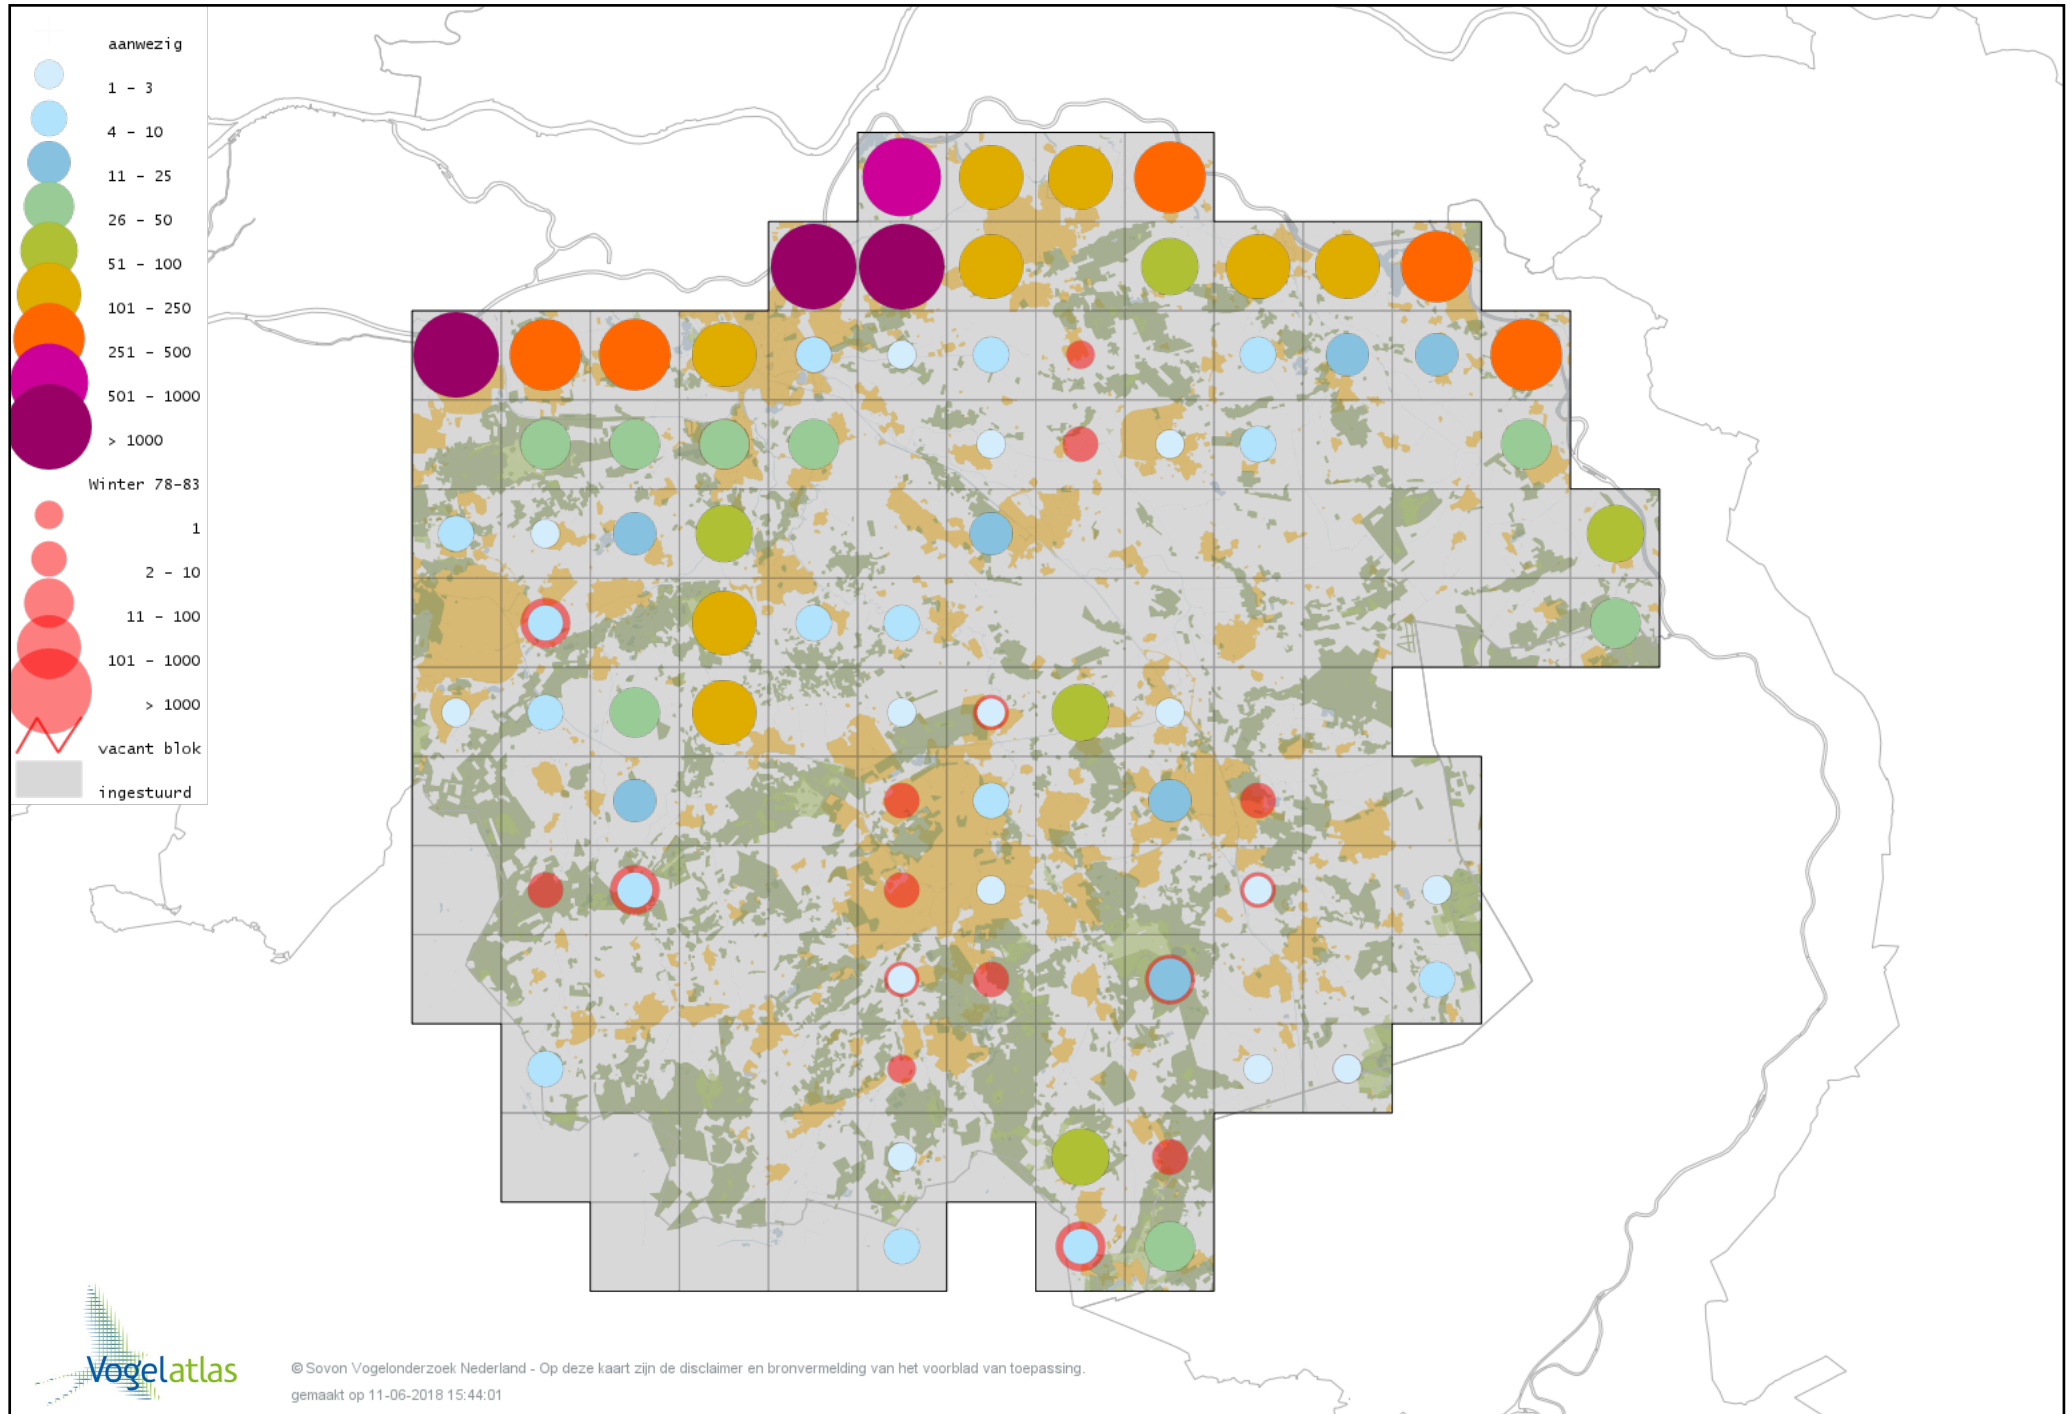 aanwezig
1 - 3
4 - 10
11 - 25
26 - 50
51 - 100
101 - 250
251 - 500
501 - 1000
> 1000
Winter 78-83
1
2 - 10
11 - 100
101 - 1000
> 1000
vacant blok
ingestuurd
Vogelatlas
© Sovon Vogelonderzoek Nederland - Op deze kaart zijn de disclaimer en bronvermelding van het voorblad van toepassing.
gemaakt op 11-06-2018 15:44:01